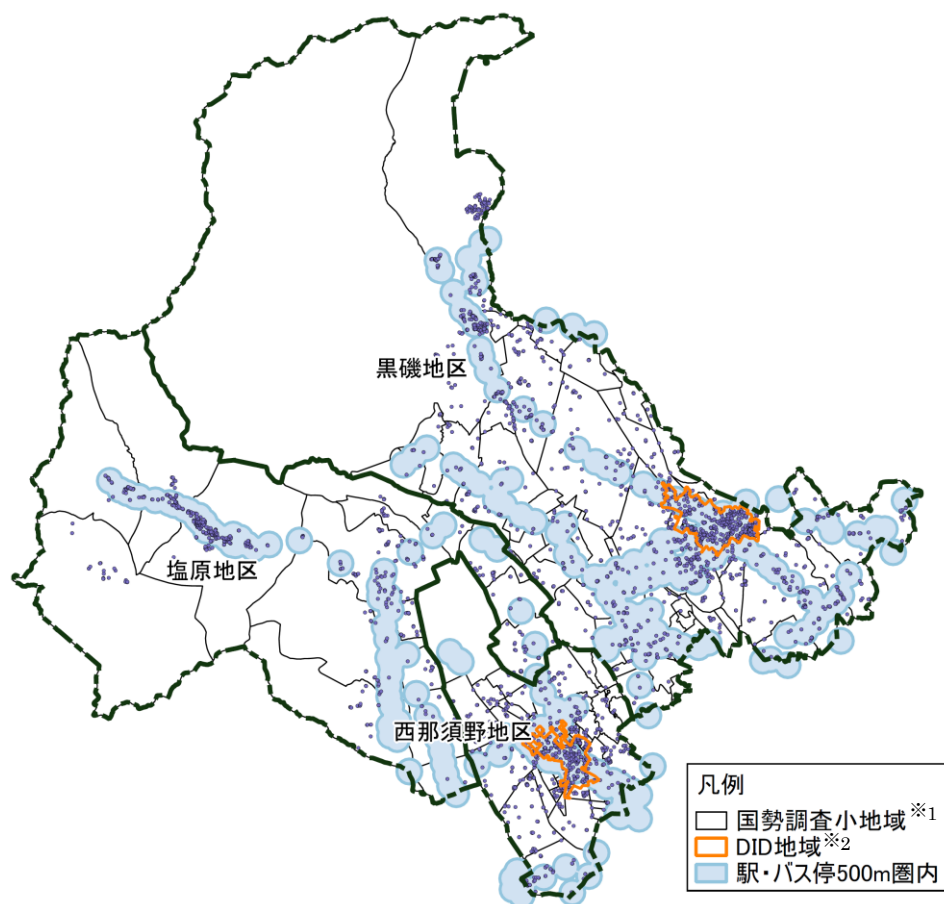 黒磯地区
塩原地区
西那須野地区
凡例
国勢調査小地域※1
DID地域※2
駅・バス停500m圏内